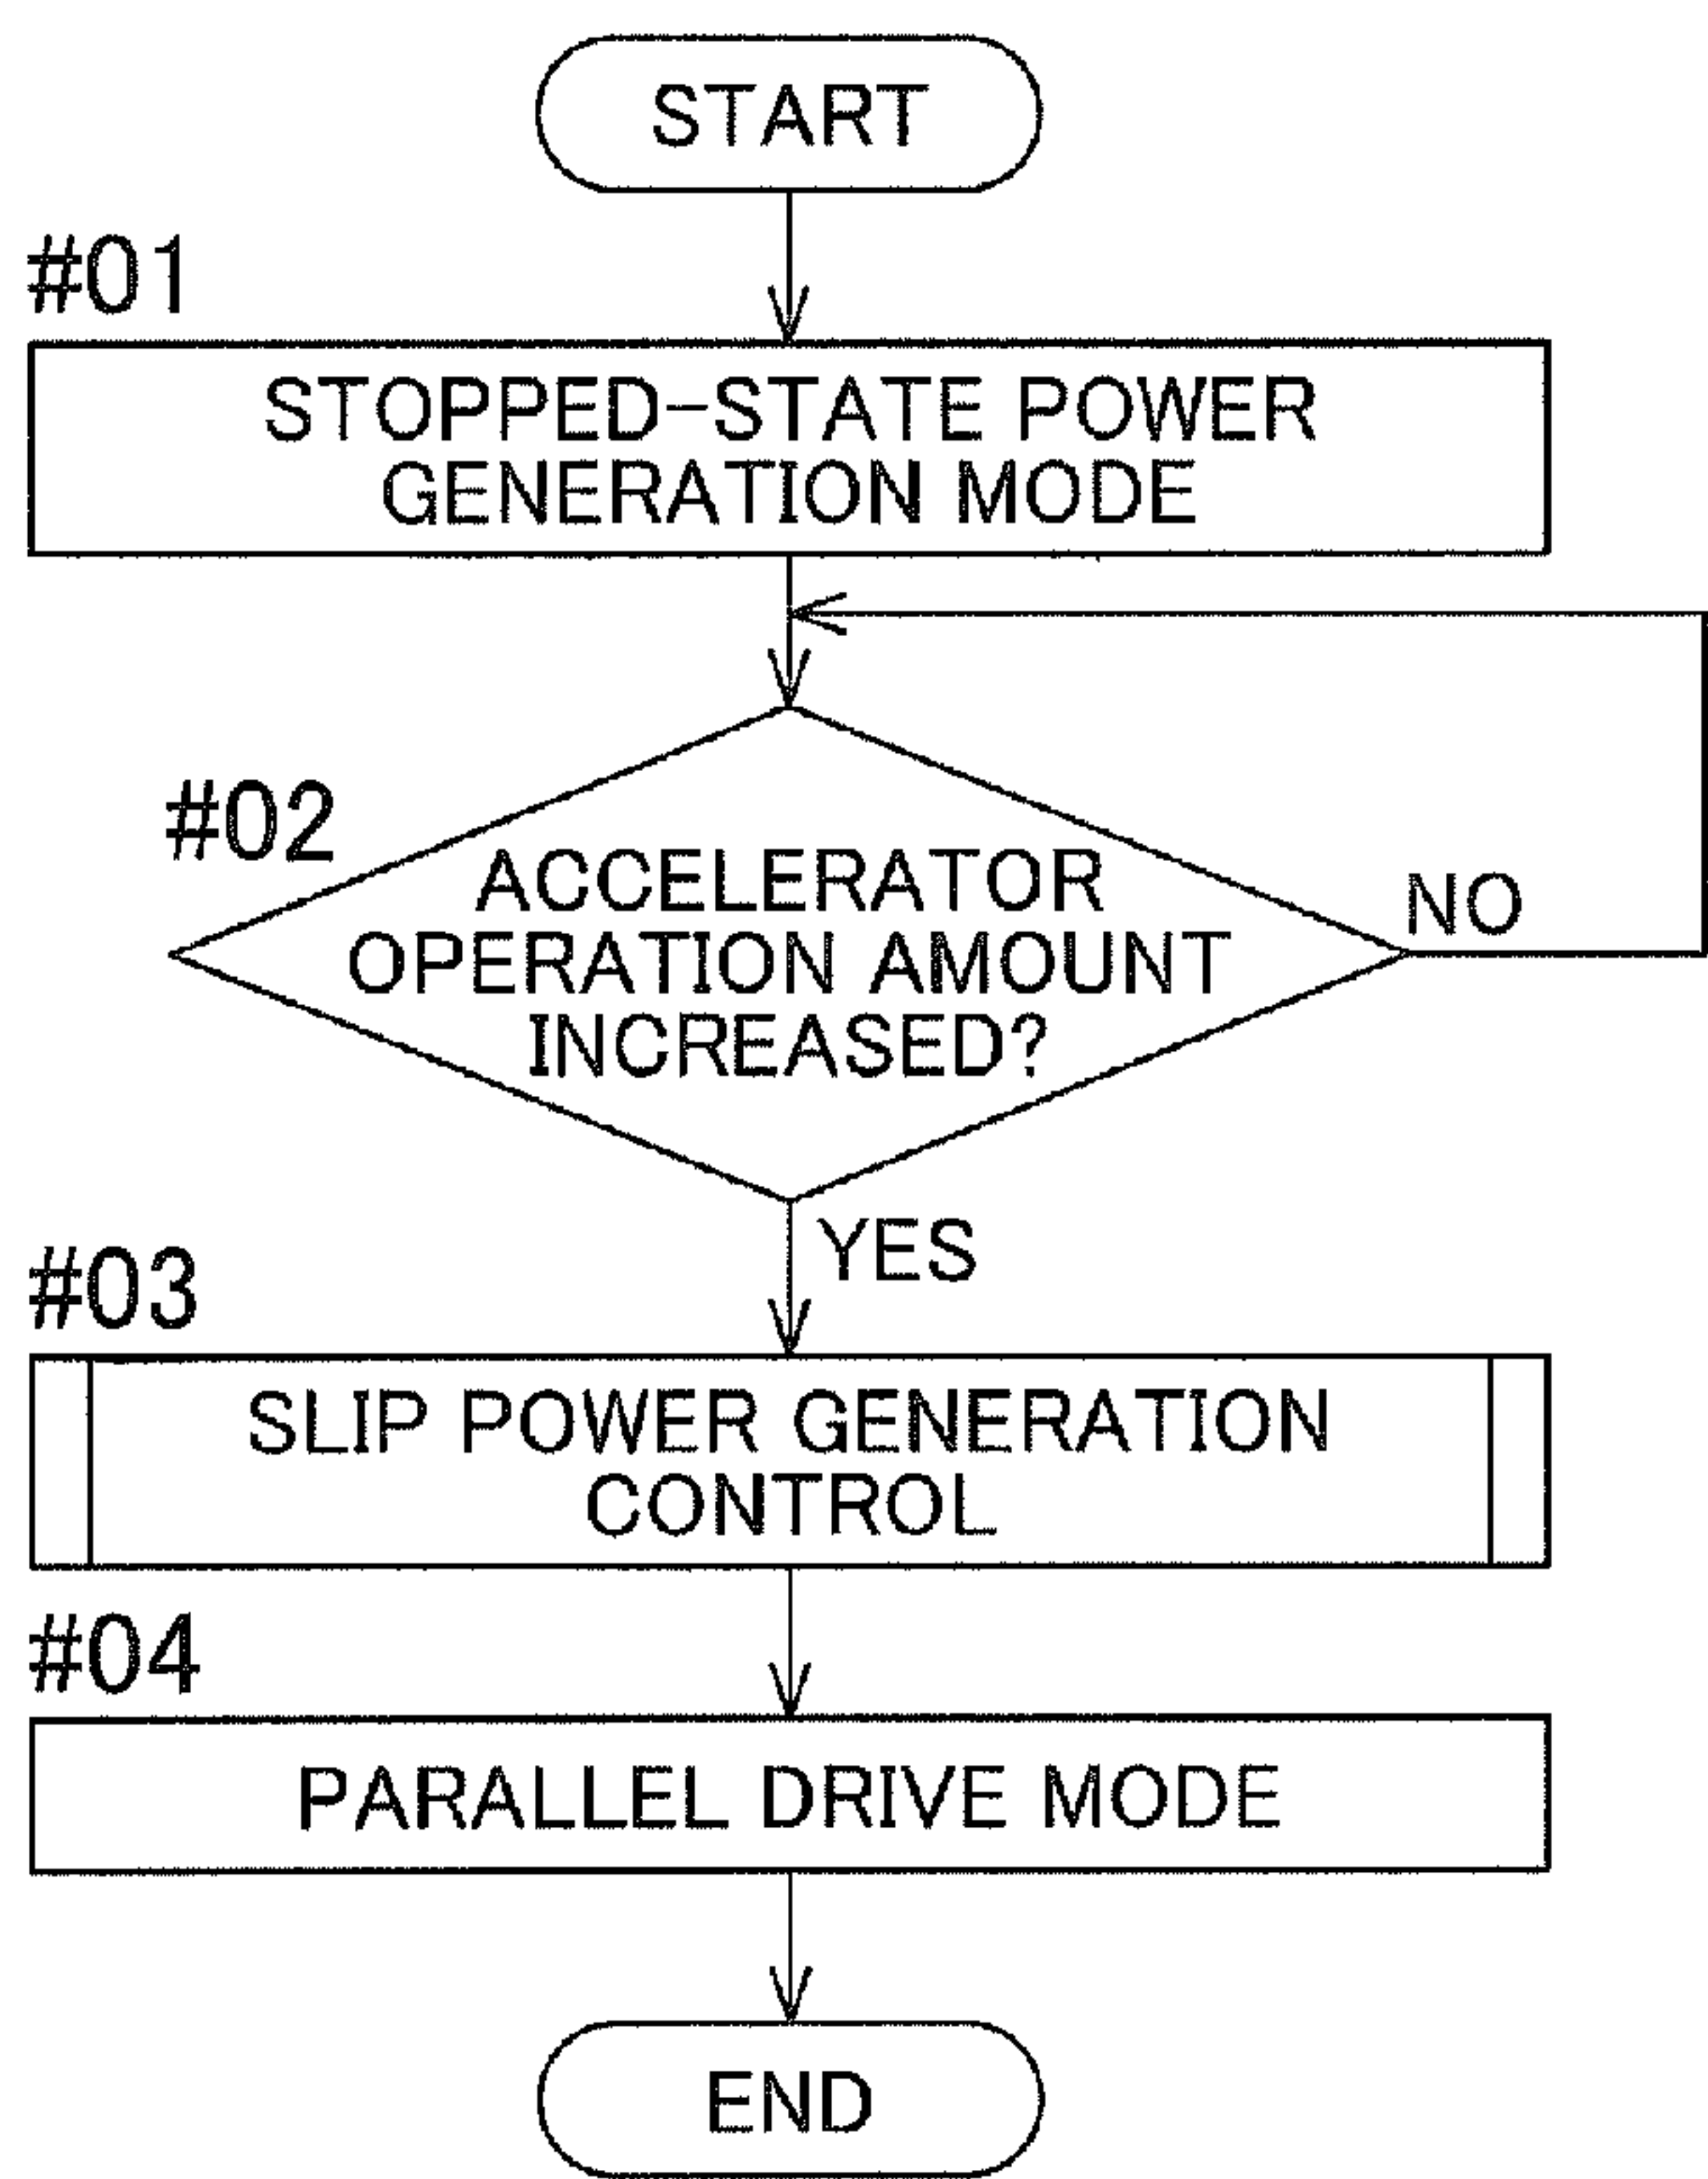 START
#01
STOPPED-STATE POWER
GENERATION MODE
#02
ACCELERATOR
OPERATION AMOUNT
INCREASED?
NO
YES
#03
SLIP POWER GENERATION
CONTROL
#04
PARALLEL DRIVE MODE
END